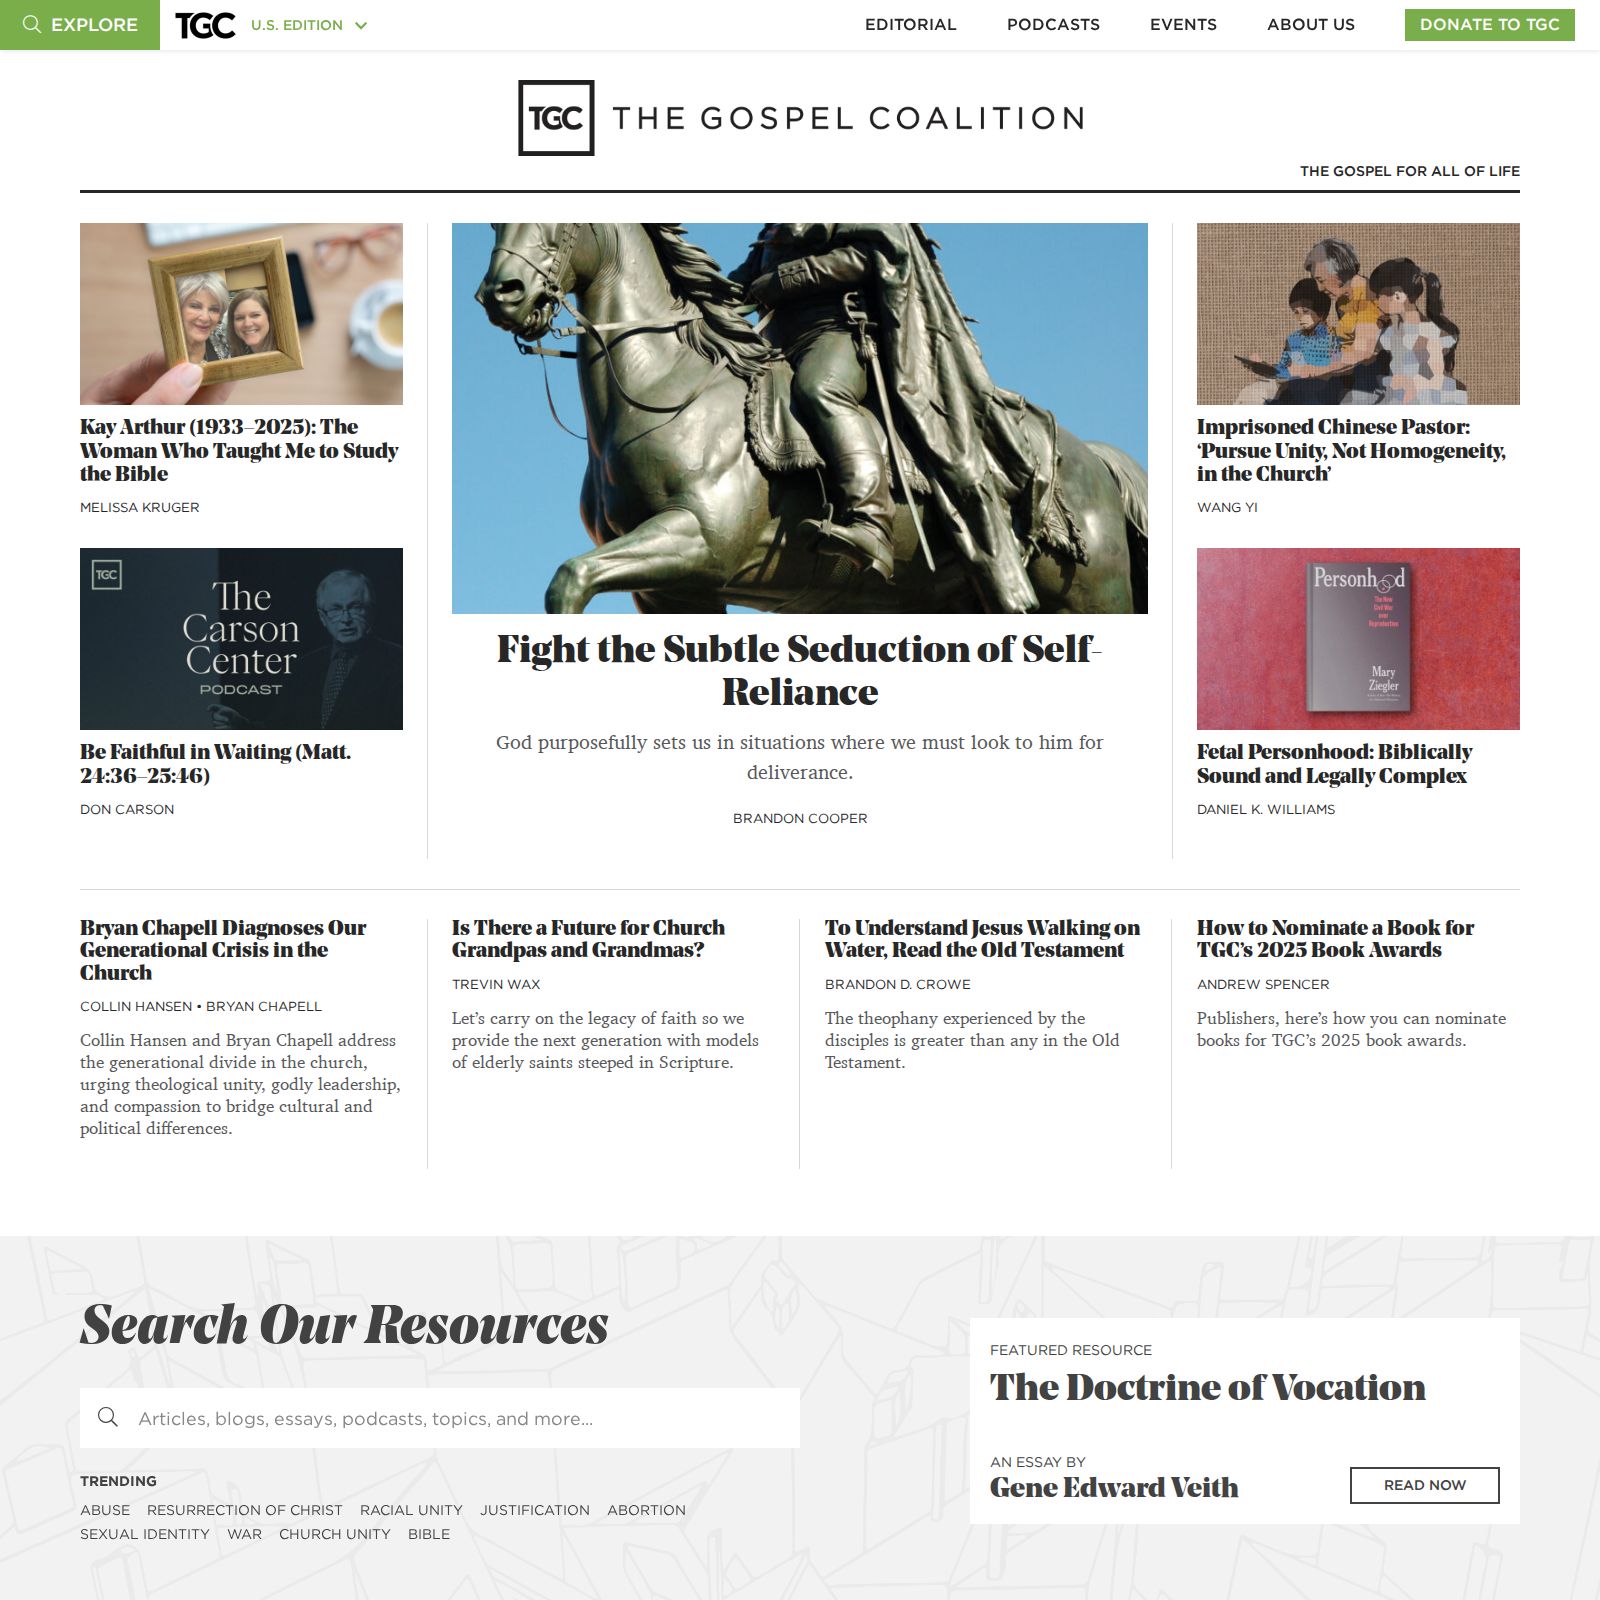 EXPLORE
TGC
U.S. EDITION
EDITORIAL
PODCASTS
EVENTS
ABOUT US
DONATE TO TGC
TGC THE GOSPEL COALITION
THE GOSPEL FOR ALL OF LIFE
Kay Arthur (1933–2025): The
Woman Who Taught Me to Study
the Bible
MELISSA KRUGER
TGC
The
Carson
Center
PODCAST
Be Faithful in Waiting (Matt.
24:36–25:46)
DON CARSON
Fight the Subtle Seduction of Self-
Reliance
God purposefully sets us in situations where we must look to him for
deliverance.
BRANDON COOPER
Imprisoned Chinese Pastor:
‘Pursue Unity, Not Homogeneity,
in the Church’
WANG YI
Personhood
The New
Civil War
over
Reproduction
Mary
Ziegler
Fetal Personhood: Biblically
Sound and Legally Complex
DANIEL K. WILLIAMS
Bryan Chapell Diagnoses Our
Generational Crisis in the
Church
COLLIN HANSEN • BRYAN CHAPELL
Collin Hansen and Bryan Chapell address
the generational divide in the church,
urging theological unity, godly leadership,
and compassion to bridge cultural and
political differences.
Is There a Future for Church
Grandpas and Grandmas?
TREVIN WAX
Let’s carry on the legacy of faith so we
provide the next generation with models
of elderly saints steeped in Scripture.
To Understand Jesus Walking on
Water, Read the Old Testament
BRANDON D. CROWE
The theophany experienced by the
disciples is greater than any in the Old
Testament.
How to Nominate a Book for
TGC’s 2025 Book Awards
ANDREW SPENCER
Publishers, here’s how you can nominate
books for TGC’s 2025 book awards.
Search Our Resources
Articles, blogs, essays, podcasts, topics, and more...
TRENDING
ABUSE RESURRECTION OF CHRIST RACIAL UNITY JUSTIFICATION ABORTION
SEXUAL IDENTITY WAR CHURCH UNITY BIBLE
FEATURED RESOURCE
The Doctrine of Vocation
AN ESSAY BY
Gene Edward Veith
READ NOW